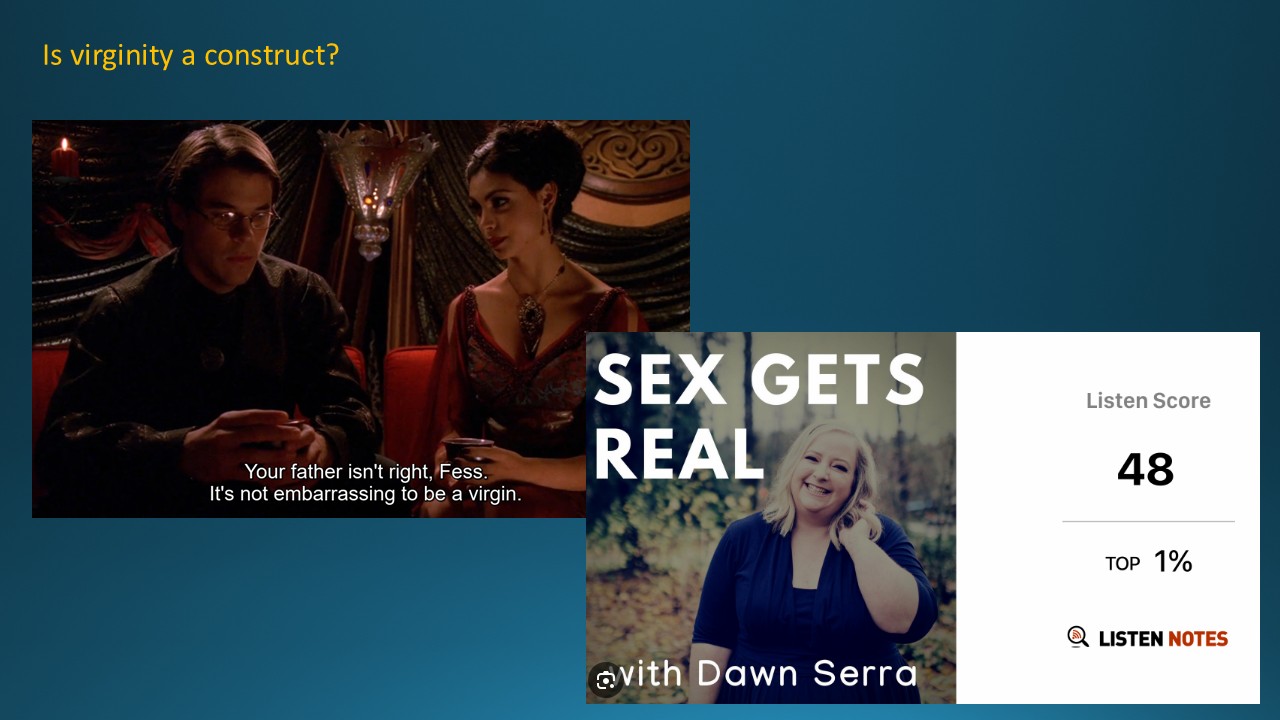 Is virginity a construct?
Your father isn't right, Fess.
It's not embarrassing to be a virgin.
SEX GETS
REAL
with Dawn Serra
Listen Score
48
TOP 1%
LISTEN NOTES